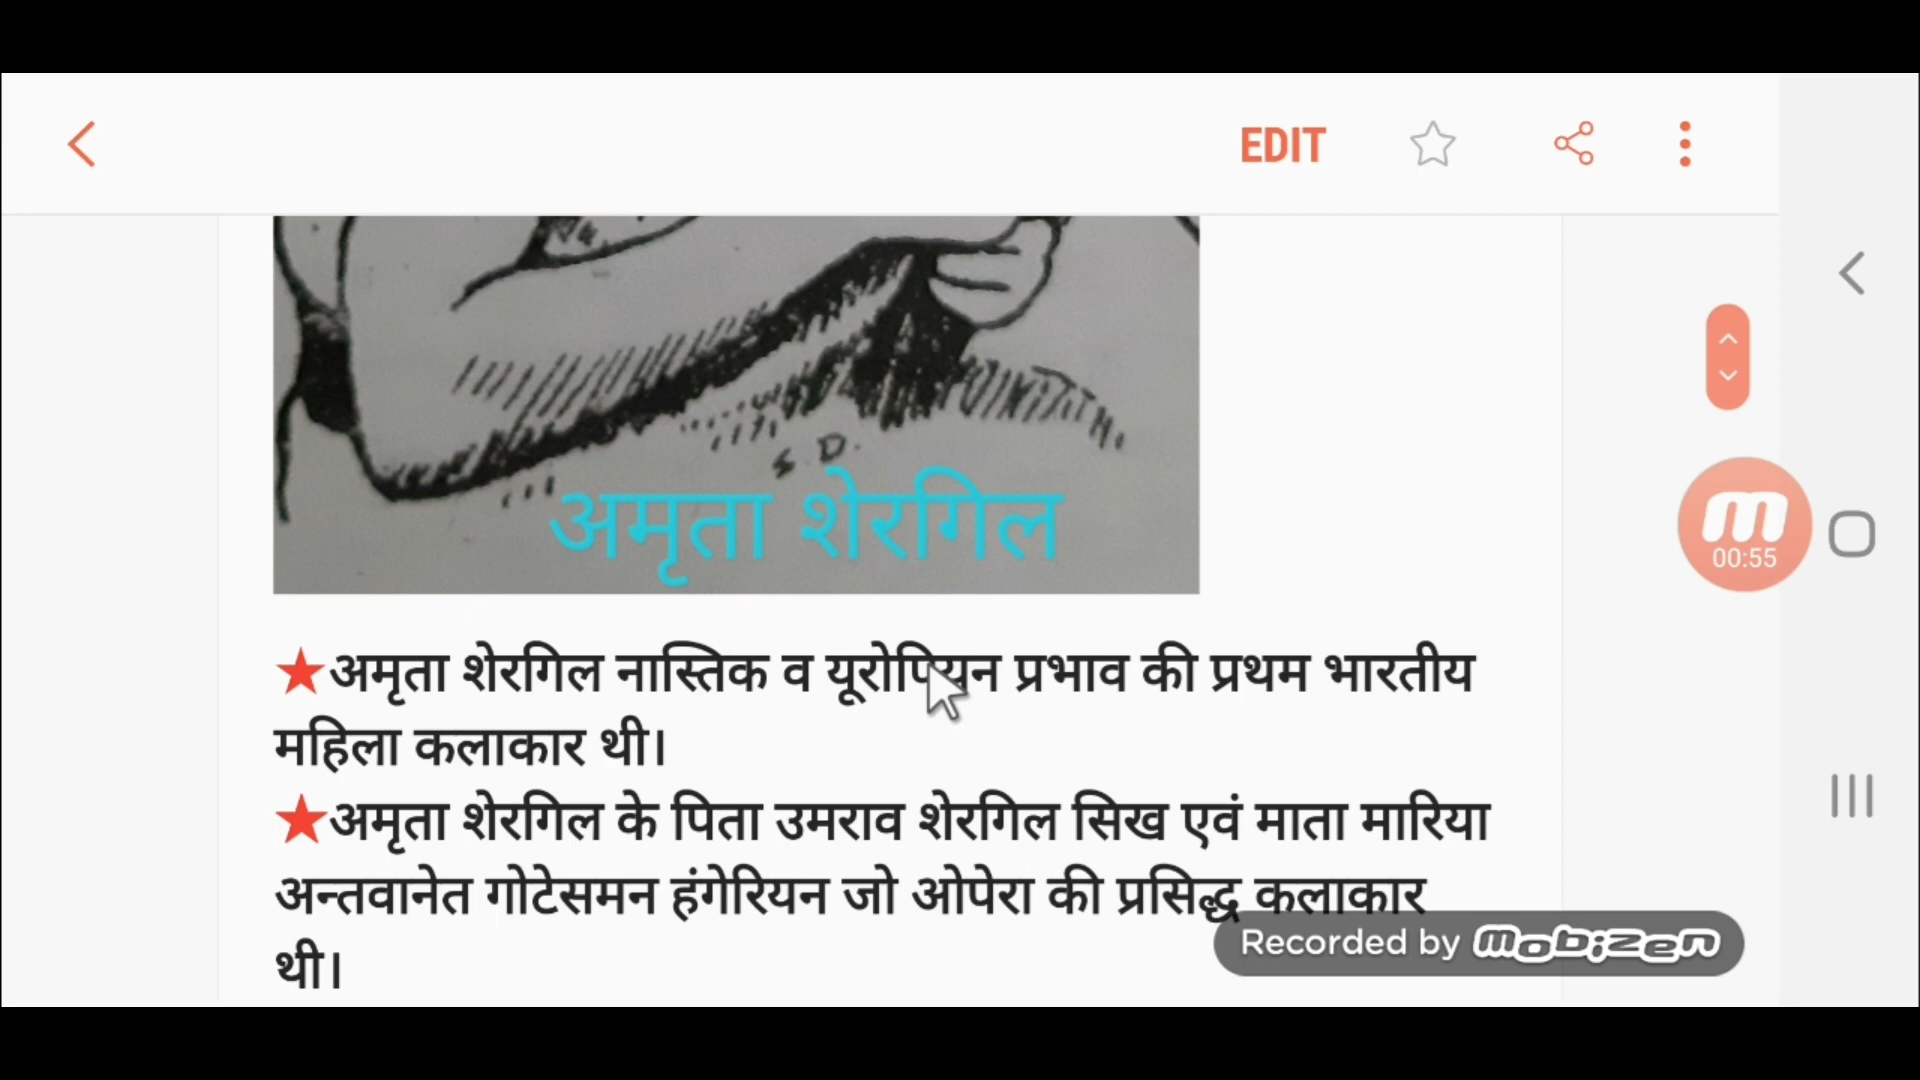 EDIT
S. D.
अमृता शेरगिल
00:55
★अमृता शेरगिल नास्तिक व यूरोपियन प्रभाव की प्रथम भारतीय
महिला कलाकार थी।
★अमृता शेरगिल के पिता उमराव शेरगिल सिख एवं माता मारिया
अन्तवानेत गोटेसमन हंगेरियन जो ओपेरा की प्रसिद्ध कलाकार
थी।
Recorded by mobizen